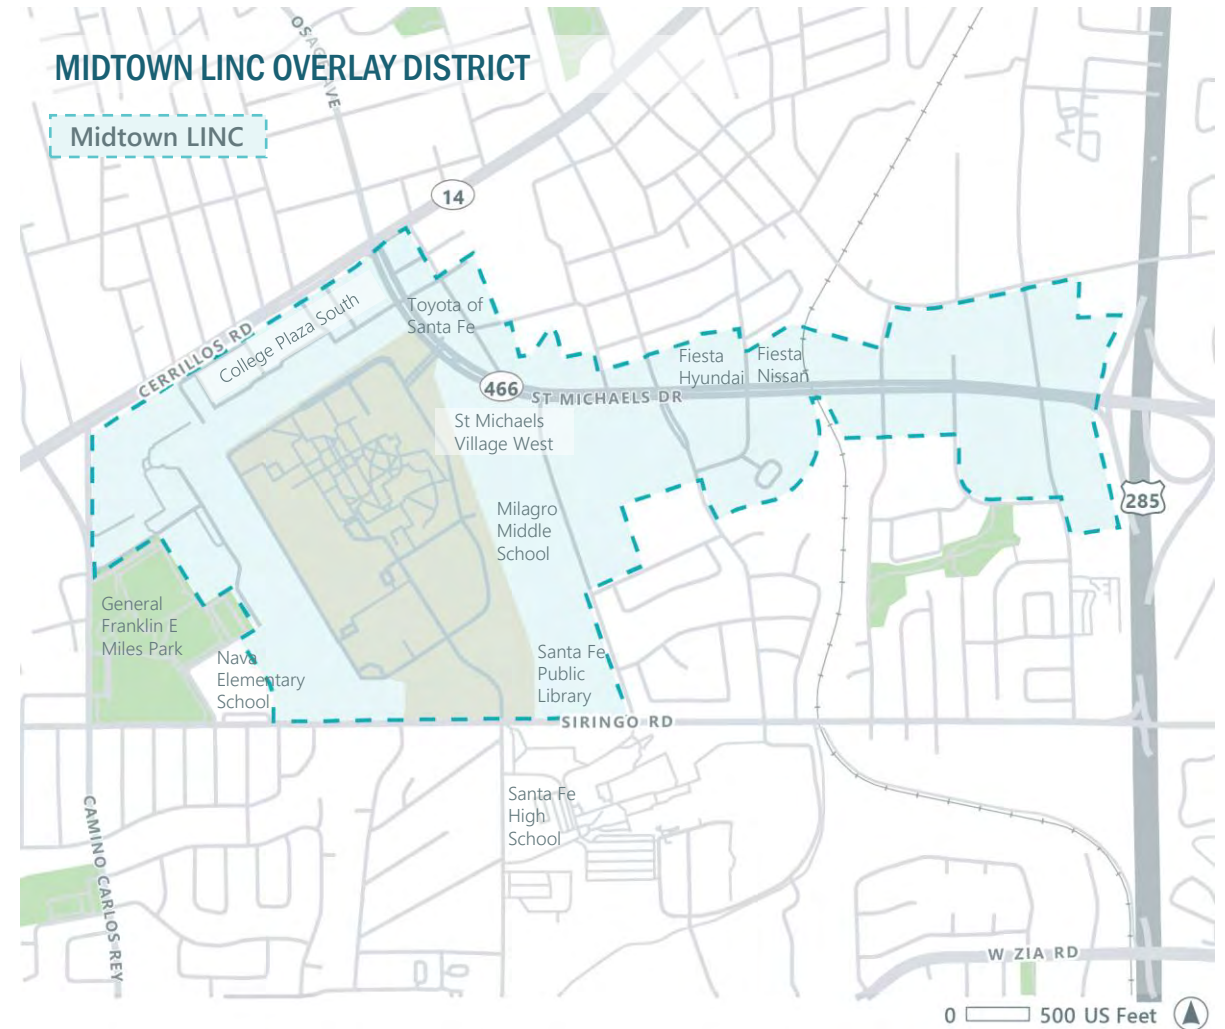 OSAGE AVE
MIDTOWN LINC OVERLAY DISTRICT
Midtown LINC
14
Toyota of
Santa Fe
College Plaza South
CERRILLOS RD
Fiesta
Hyundai
Fiesta
Nissan
466
ST MICHAELS DR
St Michaels
Village West
285
Milagro
Middle
School
General
Franklin E
Miles Park
Nava
Elementary
School
Santa Fe
Public
Library
SIRINGO RD
Santa Fe
High
School
CAMINO CARLOS REY
W ZIA RD
0 500 US Feet